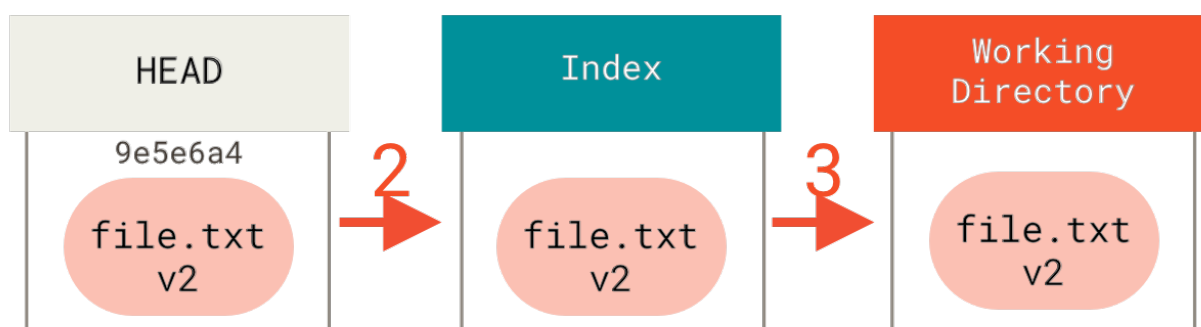 HEAD
Index
Working
Directory
9e5e6a4
2
3
file.txt
v2
file.txt
v2
file.txt
v2